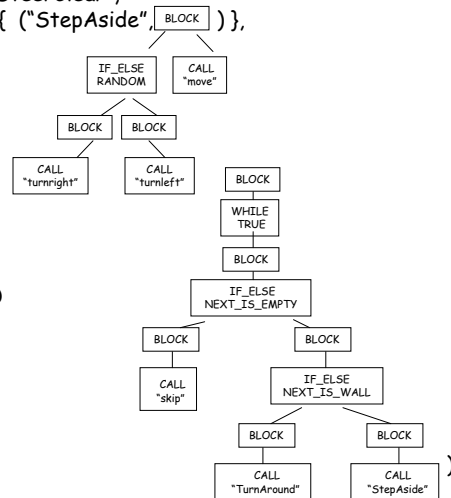 { ("StepAside", BLOCK ) },
IF_ELSE
RANDOM
CALL
"move"
BLOCK BLOCK
CALL
"turnright"
CALL
"turnleft"
BLOCK
WHILE
TRUE
BLOCK
IF_ELSE
NEXT_IS_EMPTY
)
BLOCK BLOCK
CALL
"skip"
IF_ELSE
NEXT_IS_WALL
BLOCK BLOCK
CALL
"TurnAround"
CALL
"StepAside"
)